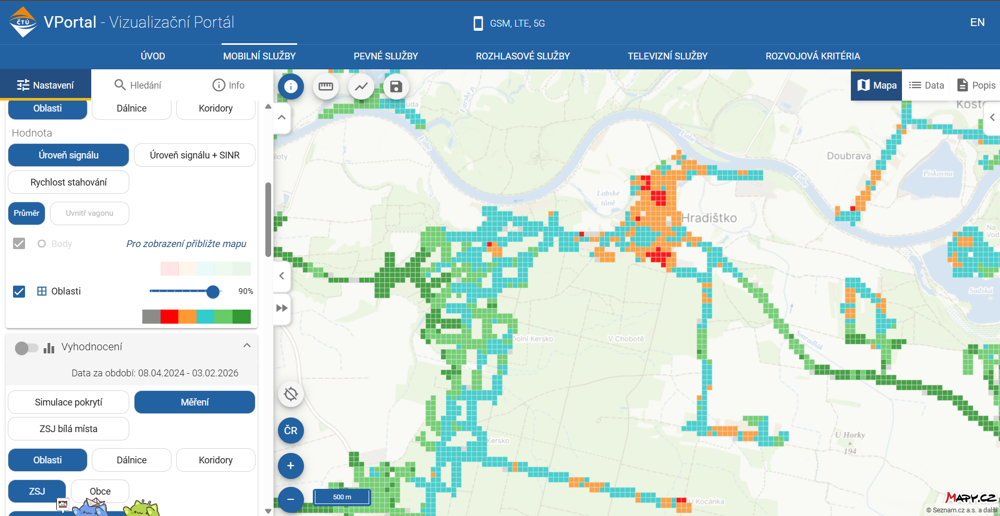 ČTÚ
VPortal - Vizualizační Portál
GSM, LTE, 5G
EN
ÚVOD
MOBILNÍ SLUŽBY
PEVNÉ SLUŽBY
ROZHLASOVÉ SLUŽBY
TELEVIZNÍ SLUŽBY
ROZVOJOVÁ KRITÉRIA
Nastavení
Hledání
Info
Oblasti
Dálnice
Koridory
Hodnota
Úroveň signálu
Úroveň signálu + SINR
Rychlost stahování
Průměr
Uvnitř vagonu
Body
Pro zobrazení přibližte mapu
Oblasti
90%
Vyhodnocení
Data za období: 08.04.2024 - 03.02.2026
Simulace pokrytí
Měření
ZSJ bílá místa
Oblasti
Dálnice
Koridory
ZSJ
Obce
Mapa
Data
Popis
Labe
Labe
Labe
Doubrava
Pískovna
Labské
tůně
Hradištko
Na
Vod
Sadská
Smradlák
Dolní Kersko
V Chobotě
Kersko
U Horky
194
U Kocánka
ČR
+
−
500 m
Mapy.cz
© Seznam.cz a.s. a další